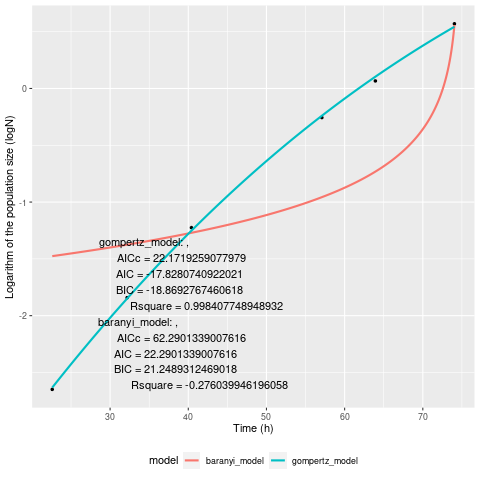 0
-1
-2
Logarithm of the population size (logN)
gompertz_model: ,
AICc = 22.1719259077979
AIC = -17.8280740922021
BIC = -18.8692767460618
Rsquare = 0.998407748948932
baranyi_model: ,
AICc = 62.2901339007616
AIC = 22.2901339007616
BIC = 21.2489312469018
Rsquare = -0.276039946196058
30 40 50 60 70
Time (h)
model baranyi_model gompertz_model